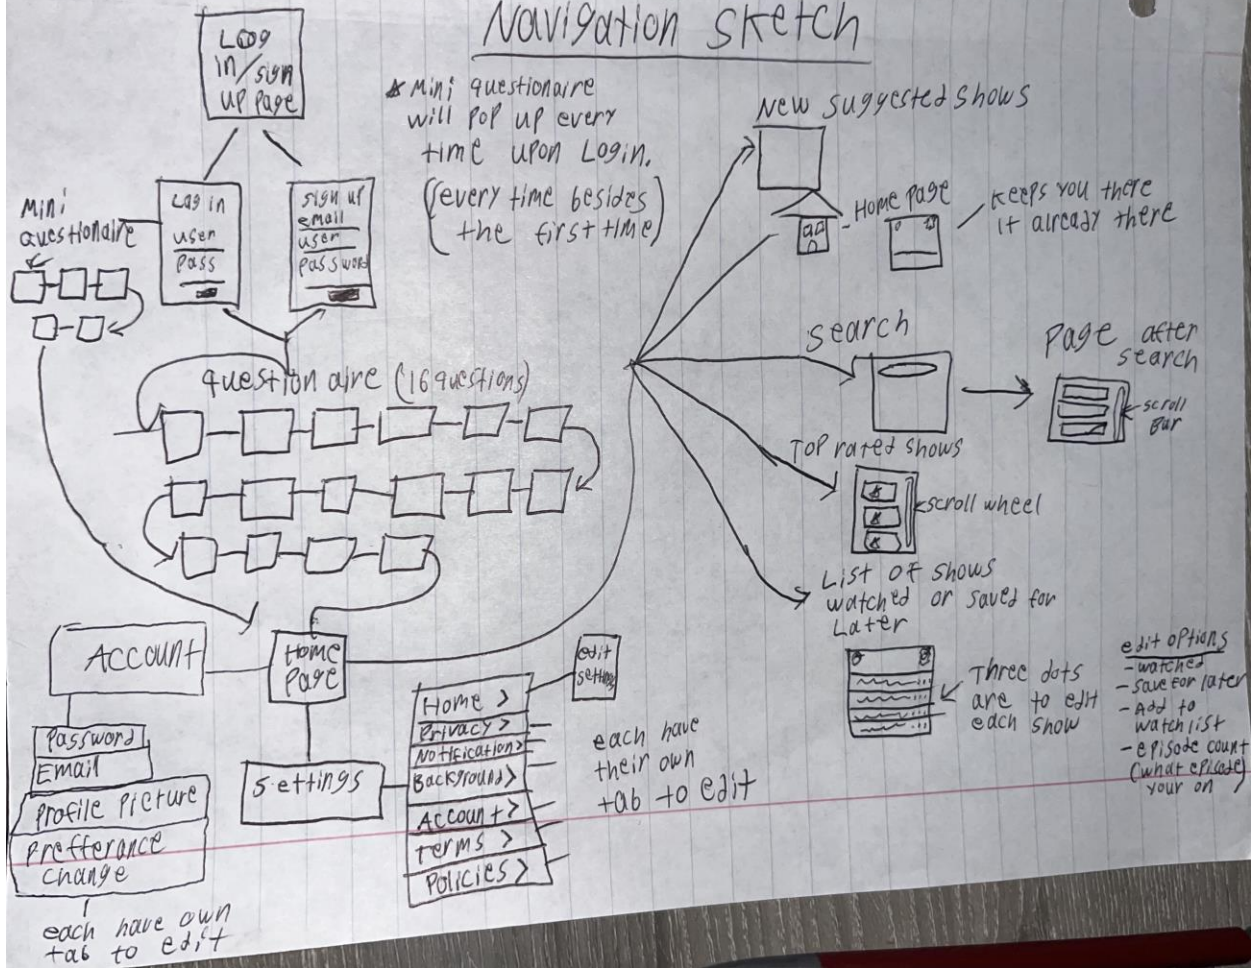 Navigation sketch
Log
in/sign
up page
* Mini questionaire
will pop up every
time upon Login.
(every time besides
the first time)
Mini
questionaire
Log in
user
pass
sign up
email
user
password
questionaire (16 questions)
New suggested shows
Home page
Keeps you there
it already there
search
page after
search
scroll
Bar
Top rated shows
scroll wheel
List of shows
watched or saved for
Later
Three dots
are to edit
each show
edit options
- watched
- save for later
- Add to
watch list
- episode count
(what episode)
your on
Account
Home
page
Password
Email
Profile picture
Prefferance
change
each have own
tab to edit
settings
Home >
Privacy >
Notification >
Background >
Account >
Terms >
Policies >
edit
settings
each have
their own
tab to edit